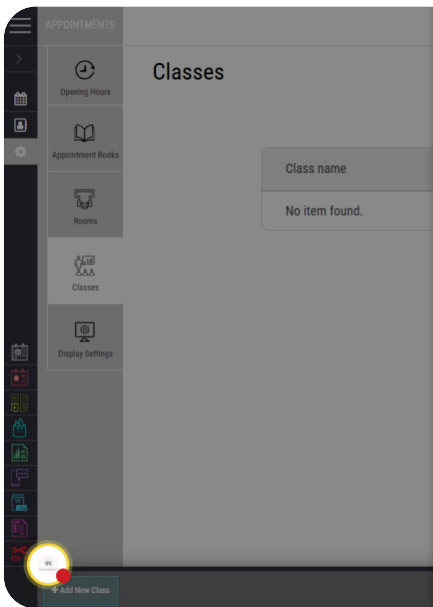 APPOINTMENTS
Opening Hours
Classes
Appointment Books
Class name
Rooms
No item found.
Classes
Display Settings
+ Add New Class